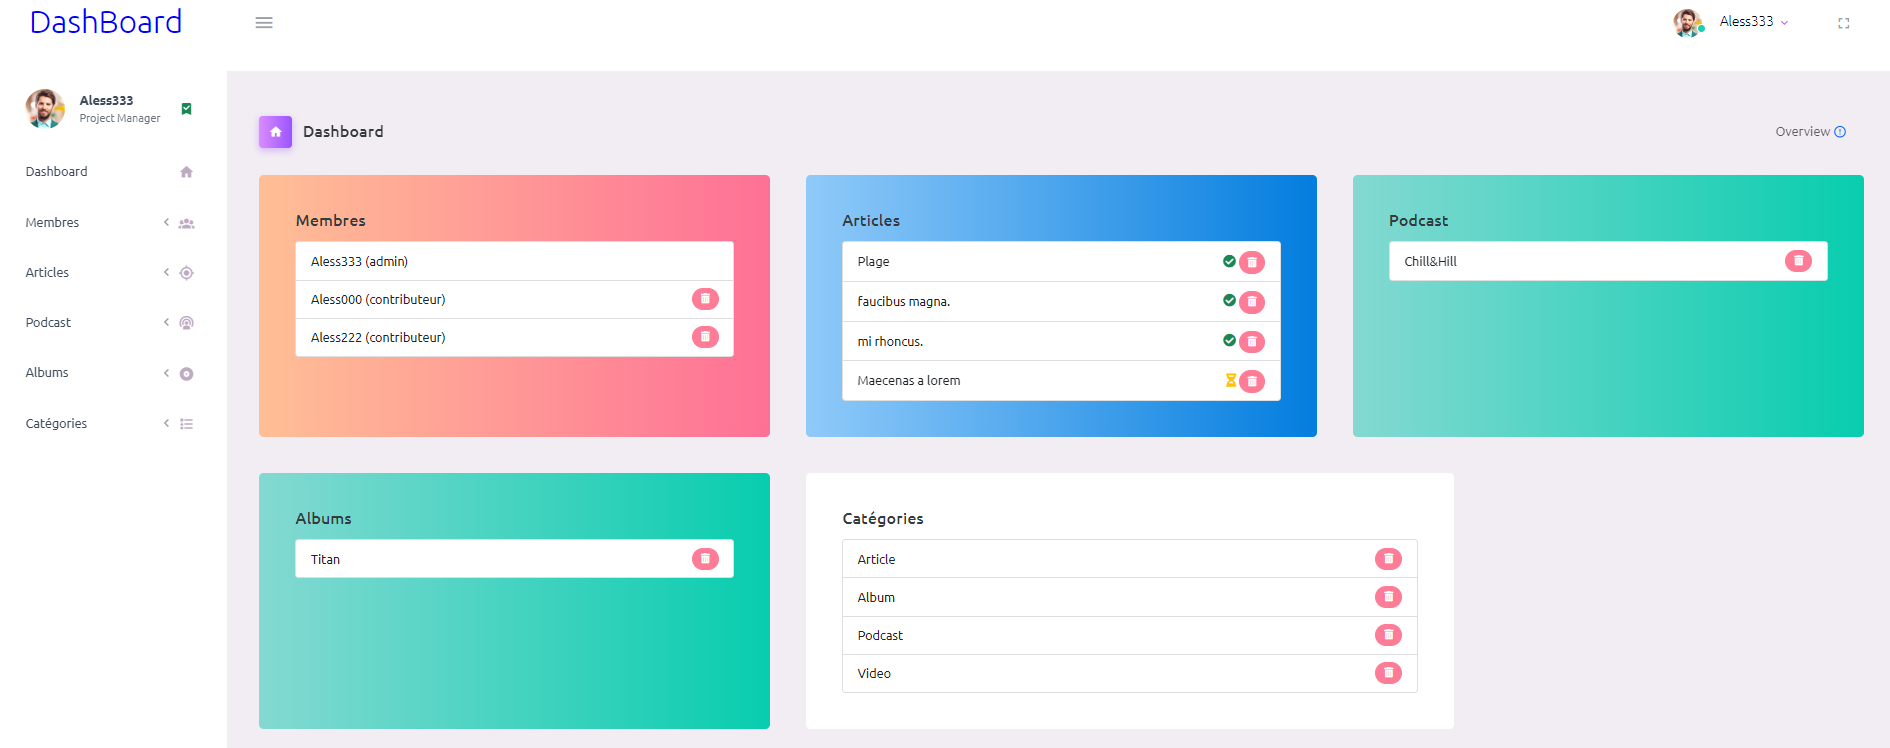 DashBoard
Aless333
Aless333
Project Manager
Dashboard
Membres
Articles
Podcast
Albums
Catégories
Dashboard
Overview
Membres
Aless333 (admin)
Aless000 (contributeur)
Aless222 (contributeur)
Articles
Plage
faucibus magna.
mi rhoncus.
Maecenas a lorem
Podcast
Chill&Hill
Albums
Titan
Catégories
Article
Album
Podcast
Video